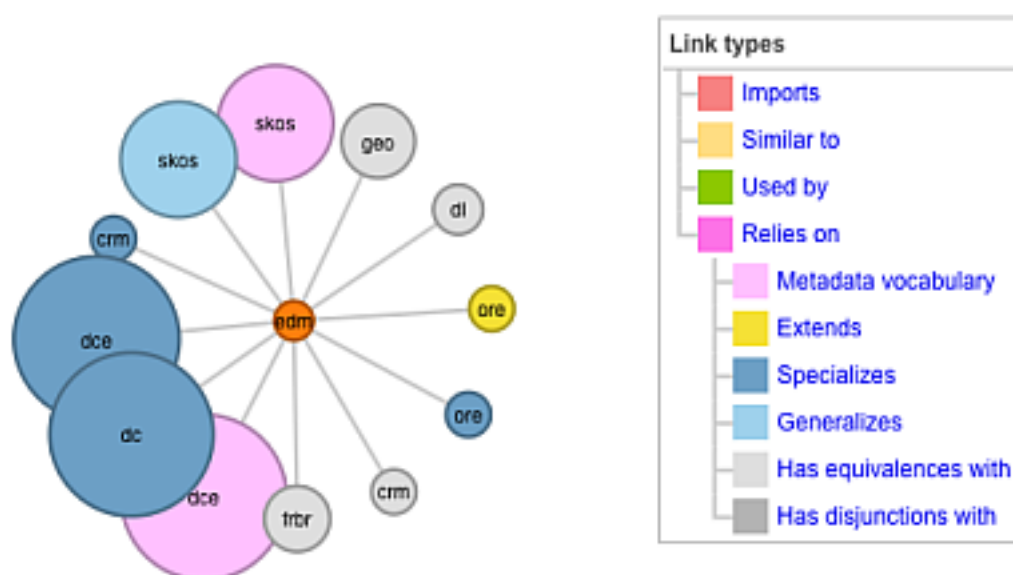 skos
skos
geo
dl
crm
edm
ore
dce
ore
dc
dce
frbr
crm
Link types
Imports
Similar to
Used by
Relies on
Metadata vocabulary
Extends
Specializes
Generalizes
Has equivalences with
Has disjunctions with